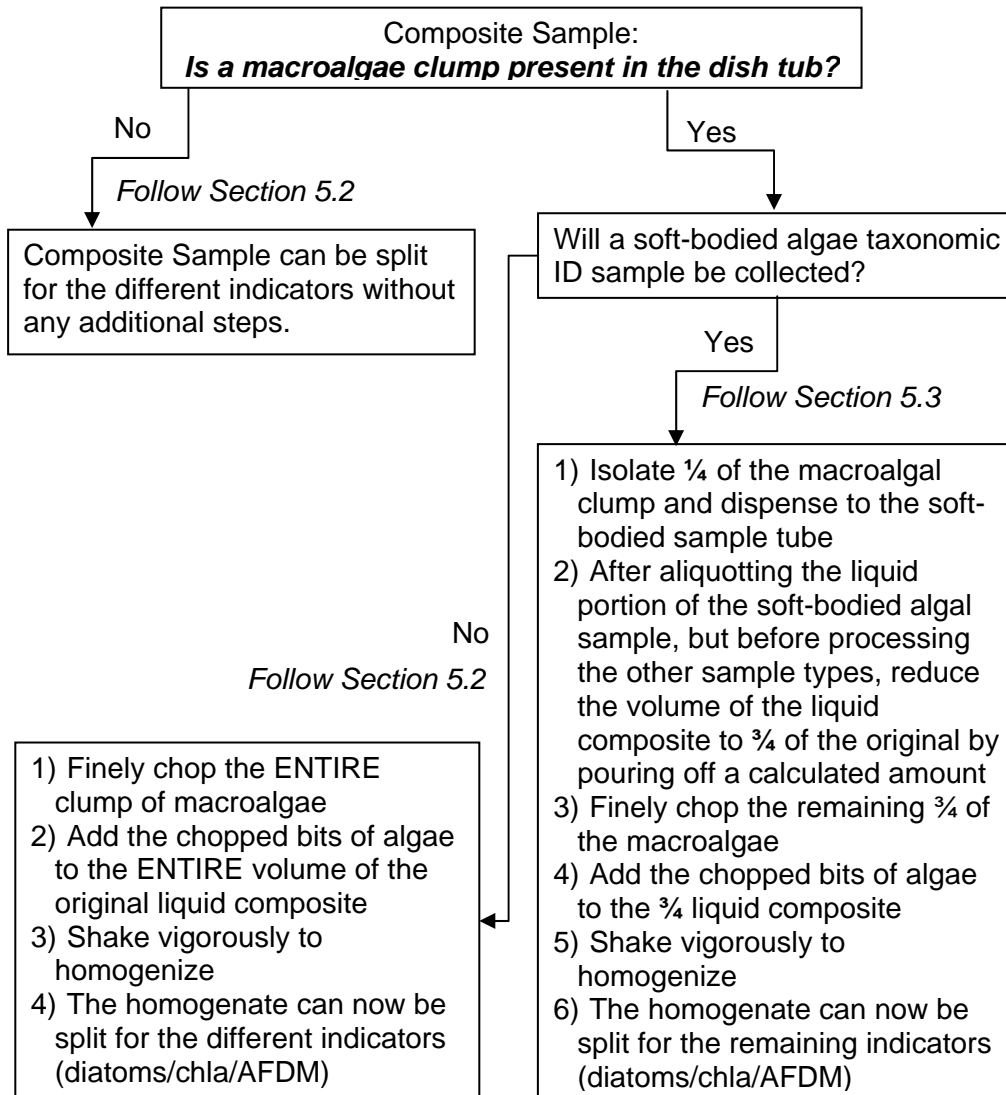 Composite Sample:
Is a macroalgae clump present in the dish tub?
No
Yes
Follow Section 5.2
Composite Sample can be split
for the different indicators without
any additional steps.
Will a soft-bodied algae taxonomic
ID sample be collected?
Yes
Follow Section 5.3
1) Isolate ¼ of the macroalgal
clump and dispense to the soft-
bodied sample tube
2) After aliquotting the liquid
portion of the soft-bodied algal
sample, but before processing
the other sample types, reduce
the volume of the liquid
composite to ¾ of the original by
pouring off a calculated amount
3) Finely chop the remaining ¾ of
the macroalgae
4) Add the chopped bits of algae
to the ¾ liquid composite
5) Shake vigorously to
homogenize
6) The homogenate can now be
split for the remaining indicators
(diatoms/chla/AFDM)
No
Follow Section 5.2
1) Finely chop the ENTIRE
clump of macroalgae
2) Add the chopped bits of algae
to the ENTIRE volume of the
original liquid composite
3) Shake vigorously to
homogenize
4) The homogenate can now be
split for the different indicators
(diatoms/chla/AFDM)